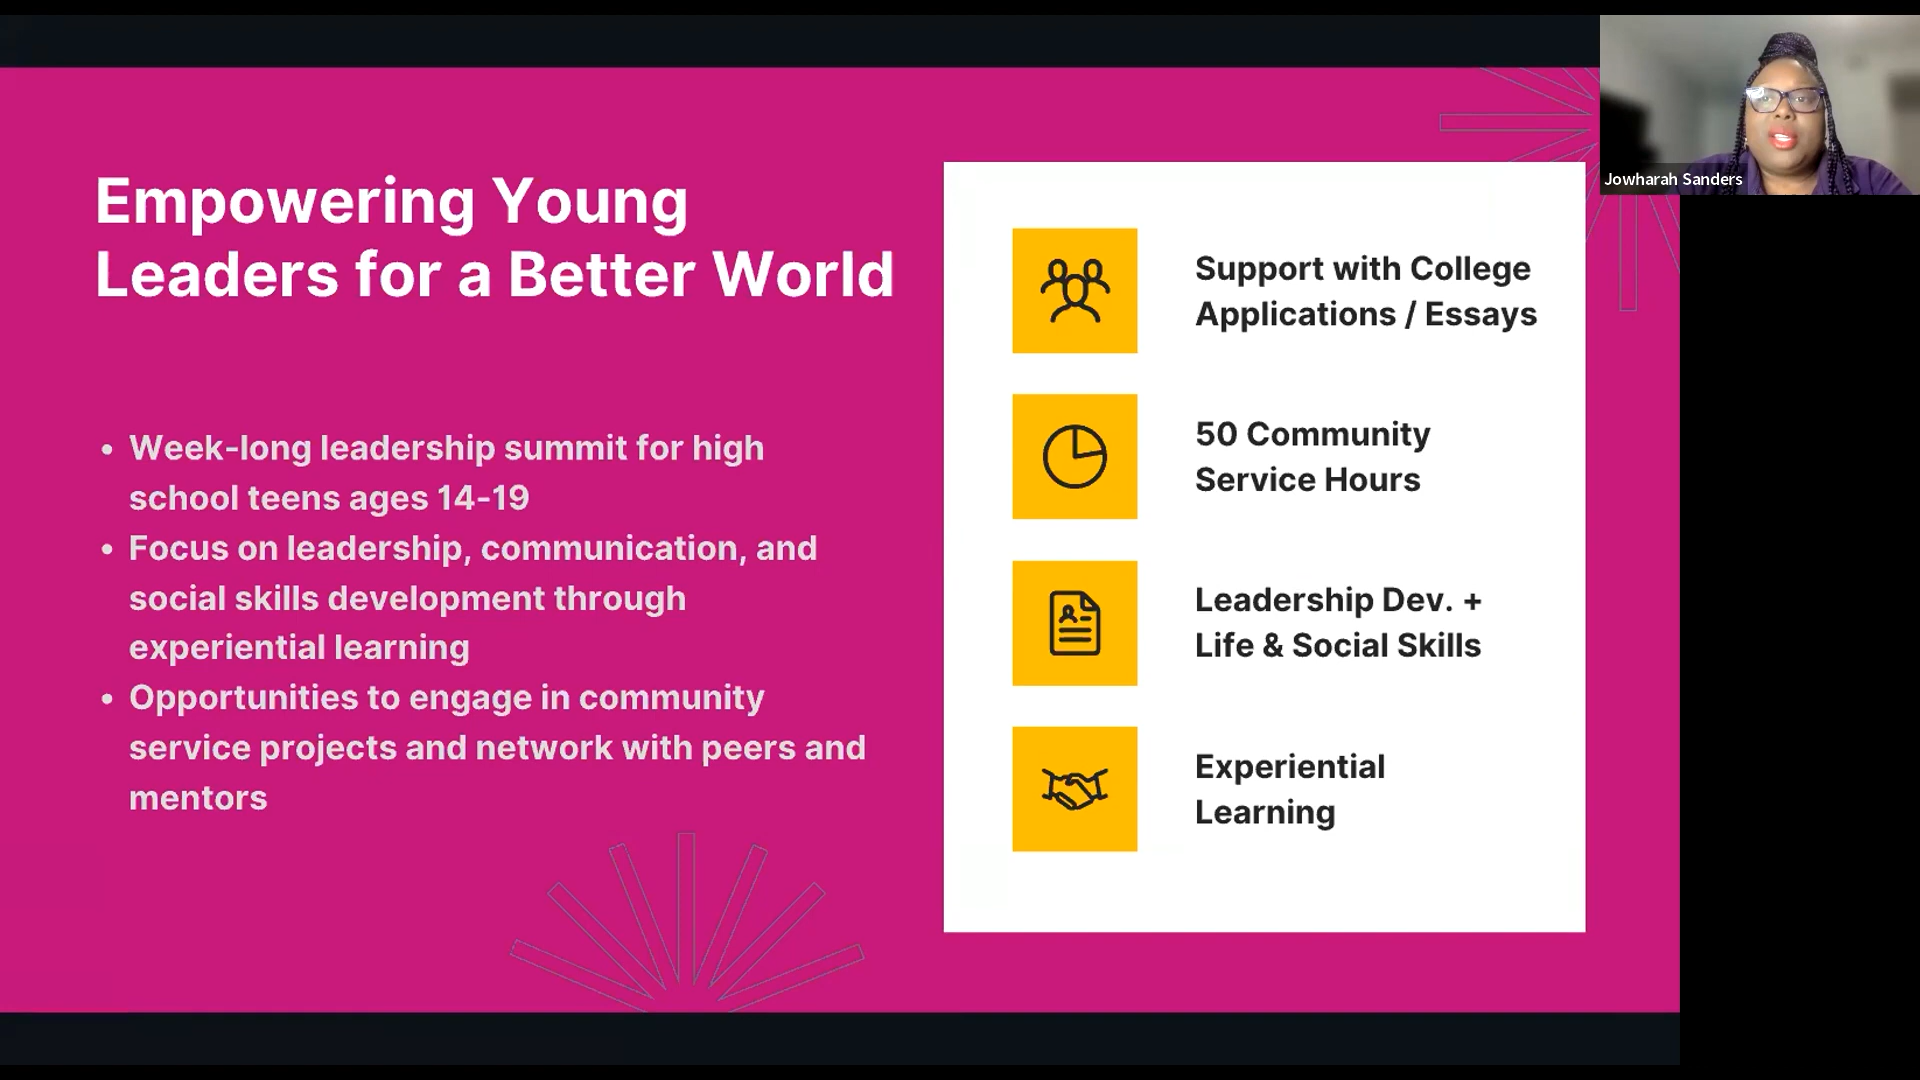 Empowering Young
Leaders for a Better World
• Week-long leadership summit for high
school teens ages 14-19
• Focus on leadership, communication, and
social skills development through
experiential learning
• Opportunities to engage in community
service projects and network with peers and
mentors
Support with College
Applications / Essays
50 Community
Service Hours
Leadership Dev. +
Life & Social Skills
Experiential
Learning
Jowharah Sanders